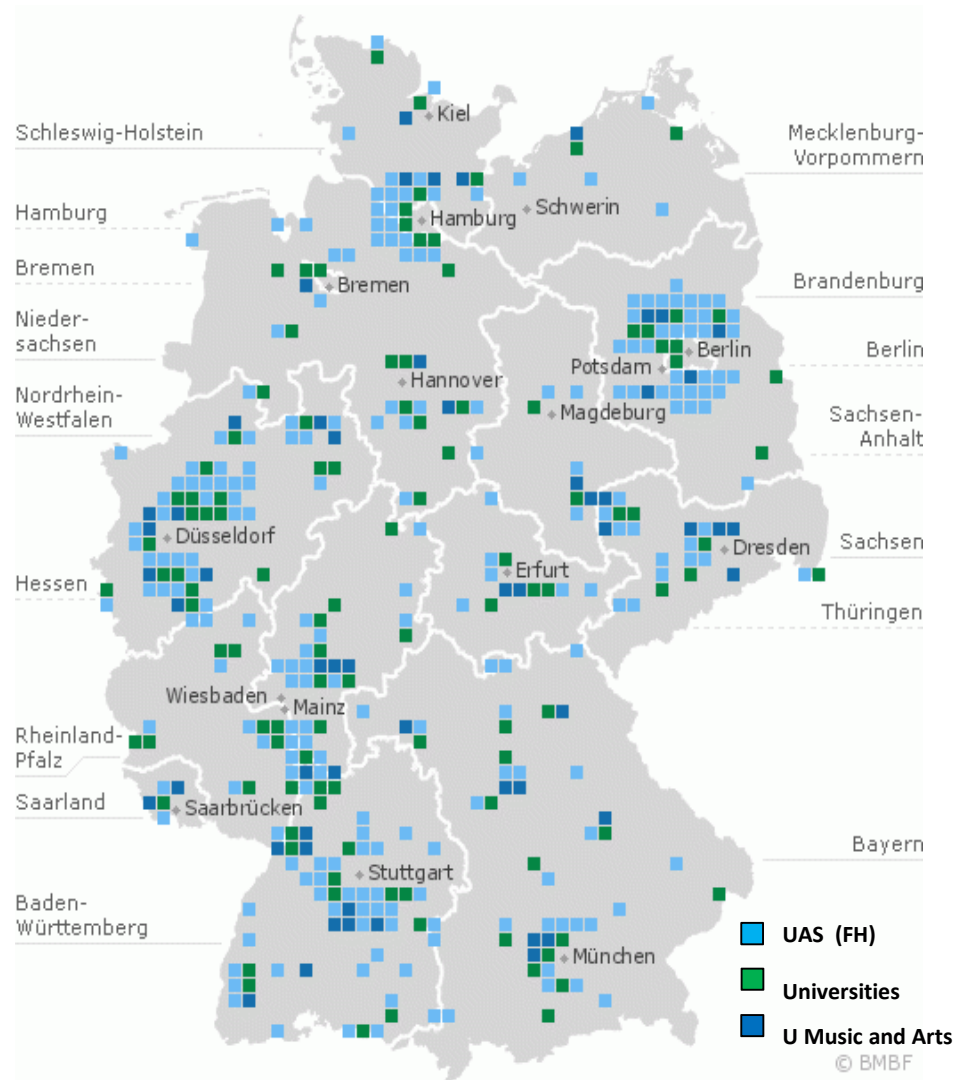 Kiel
Schleswig-Holstein
Mecklenburg-
Vorpommern
Schwerin
Hamburg
Hamburg
Bremen
Bremen
Brandenburg
Nieder-
sachsen
Berlin
Berlin
Potsdam
Hannover
Nordrhein-
Westfalen
Magdeburg
Sachsen-
Anhalt
Düsseldorf
Dresden
Sachsen
Hessen
Erfurt
Thüringen
Wiesbaden
Mainz
Rheinland-
Pfalz
Saarland
Saarbrücken
Bayern
Stuttgart
Baden-
Württemberg
München
UAS (FH)
Universities
U Music and Arts
© BMBF